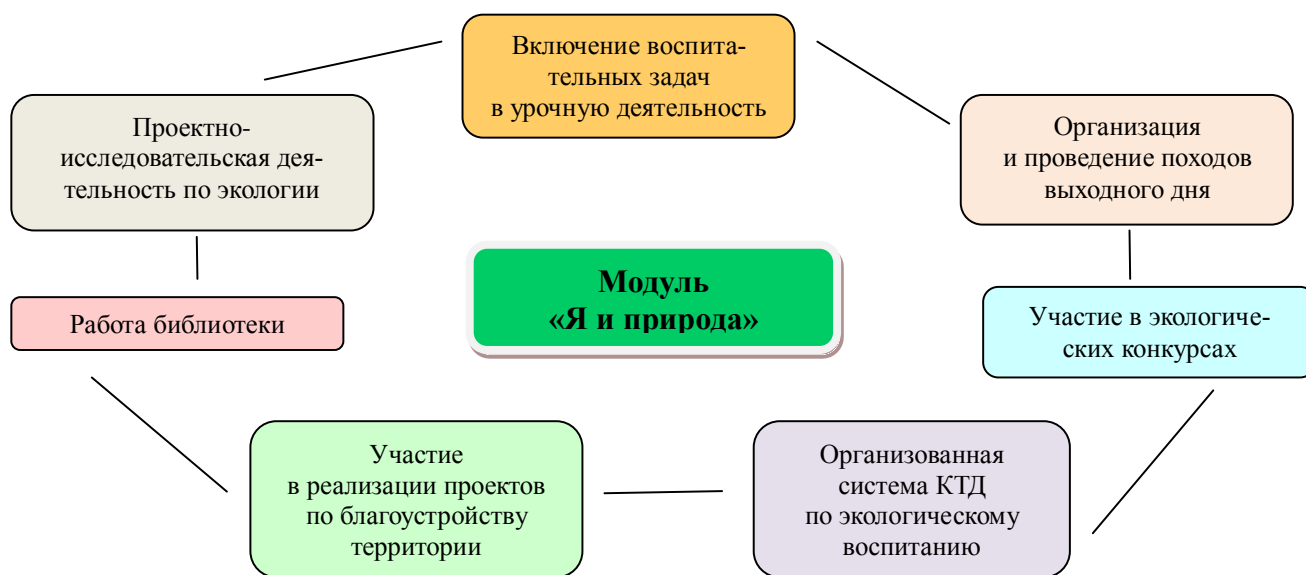 Включение воспита-
тельных задач
в урочную деятельность
Проектно-
исследовательская дея-
тельность по экологии
Организация
и проведение походов
выходного дня
Модуль
«Я и природа»
Работа библиотеки
Участие в экологиче-
ских конкурсах
Участие
в реализации проектов
по благоустройству
территории
Организованная
система КТД
по экологическому
воспитанию